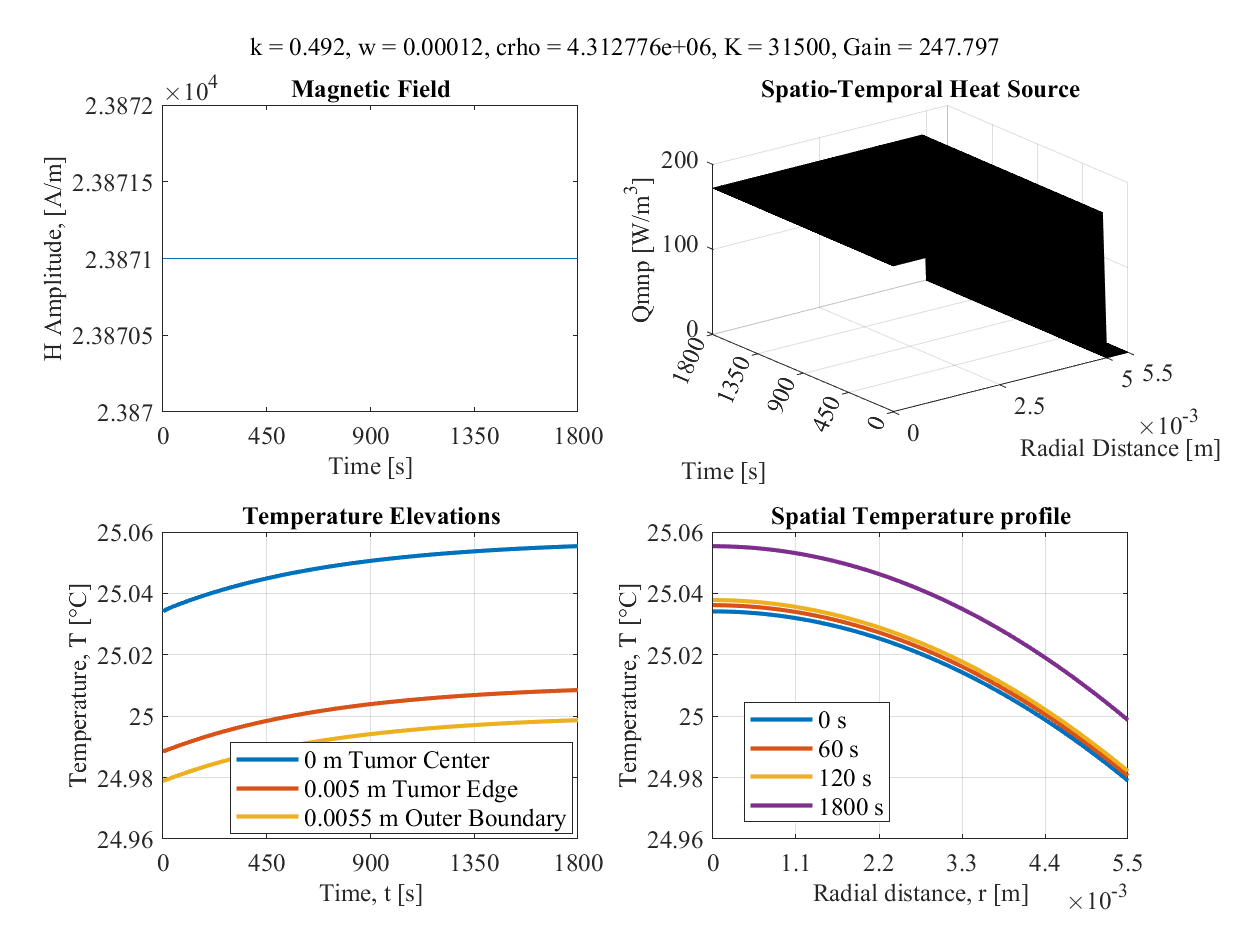 k = 0.492, w = 0.00012, crho = 4.312776e+06, K = 31500, Gain = 247.797
Magnetic Field
×10^4
2.3872
2.38715
2.3871
2.38705
2.387
H Amplitude, [A/m]
0 450 900 1350 1800
Time [s]
Spatio-Temporal Heat Source
200
100
0
Qmnp [W/m^3]
1800 1350 900 450 0
Time [s]
0 2.5 5 5.5
×10^-3
Radial Distance [m]
Temperature Elevations
25.06
25.04
25.02
25
24.98
24.96
Temperature, T [°C]
0 m Tumor Center
0.005 m Tumor Edge
0.0055 m Outer Boundary
0 450 900 1350 1800
Time, t [s]
Spatial Temperature profile
25.06
25.04
25.02
25
24.98
24.96
Temperature, T [°C]
0 s
60 s
120 s
1800 s
0 1.1 2.2 3.3 4.4 5.5
Radial distance, r [m]
×10^-3